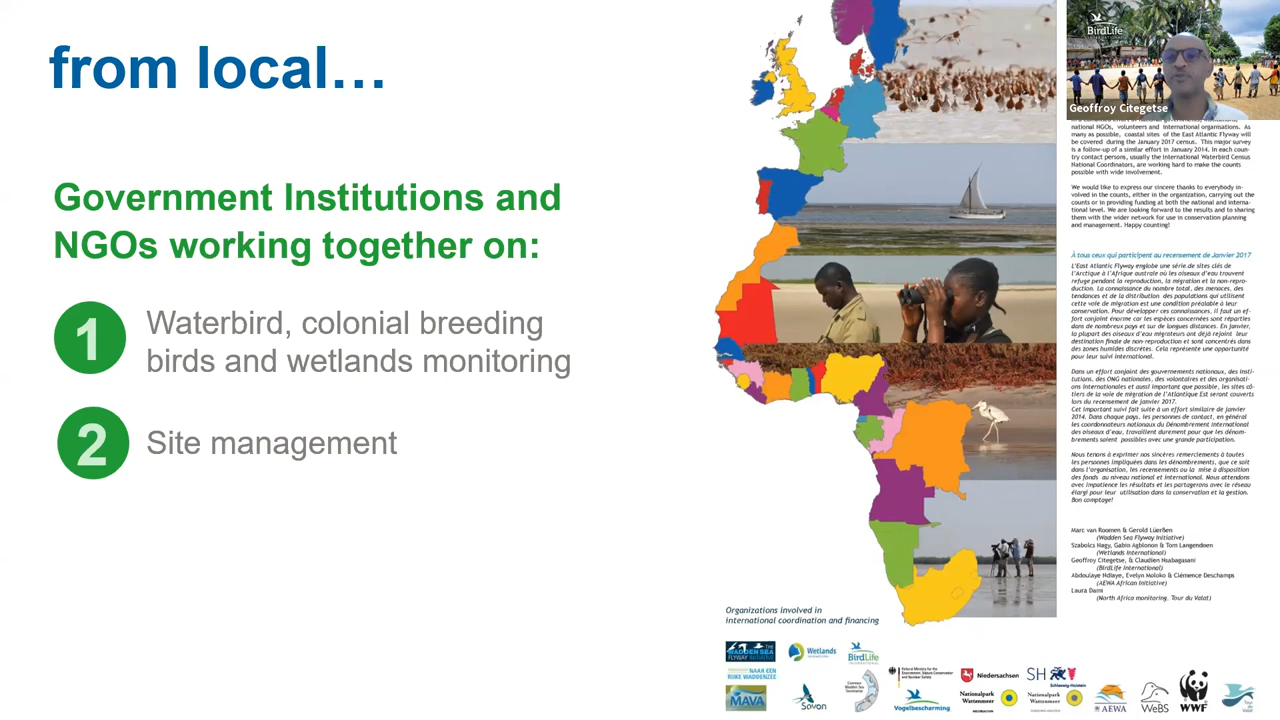 from local…
Government Institutions and
NGOs working together on:
1
Waterbird, colonial breeding
birds and wetlands monitoring
2
Site management
BirdLife
INTERNATIONAL
Geoffroy Citegetse
national NGOs, volunteers and international organisations. As
many as possible, coastal sites of the East Atlantic Flyway will
be covered during the January 2017 census. This major survey
is a follow-up of a similar effort in January 2014. In each coun-
try contact persons, usually the International Waterbird Census
National Coordinators, are working hard to make the counts
possible with wide involvement.
We would like to express our sincere thanks to everybody in-
volved in the counts, either in the organization, carrying out the
counts or in providing funding at both the national and interna-
tional level. We are looking forward to the results and to sharing
them with the wider network for use in conservation planning
and management. Happy counting!
À tous ceux qui participent au recensement de Janvier 2017
L'East Atlantic Flyway englobe une série de sites clés de
l'Arctique à l'Afrique australe où les oiseaux d'eau trouvent
refuge pendant la reproduction, la migration et la non-repro-
duction. La connaissance du nombre total, des menaces, des
tendances et de la distribution des populations qui utilisent
cette voie de migration est une condition préalable à leur
conservation. Pour développer ces connaissances, il faut un ef-
fort conjoint énorme car les espèces concernées sont réparties
dans de nombreux pays et sur de longues distances. En janvier,
la plupart des oiseaux d'eau migrateurs ont déjà rejoint leur
destination finale de non-reproduction et sont concentrés dans
des zones humides discrètes. Cela représente une opportunité
pour leur suivi international.
Dans un effort conjoint des gouvernements nationaux, des insti-
tutions, des ONG nationales, des volontaires et des organisati-
ons internationales et aussi important que possible, les sites cô-
tiers de la voie de migration de l'Atlantique Est seront couverts
lors du recensement de janvier 2017.
Cet important suivi fait suite à un effort similaire de janvier
2014. Dans chaque pays, les personnes de contact, en général
les coordonnateurs nationaux du Dénombrement international
des oiseaux d'eau, travaillent durement pour que les dénom-
brements soient possibles avec une grande participation.
Nous tenons à exprimer nos sincères remerciements à toutes
les personnes impliquées dans les dénombrements, que ce soit
dans l'organisation, les recensements ou la mise à disposition
des fonds au niveau national et international. Nous attendons
avec impatience les résultats et les partagerons avec le réseau
élargi pour leur utilisation dans la conservation et la gestion.
Bon comptage!
Marc van Roomen & Gerold Lüerßen
(Wadden Sea Flyway Initiative)
Szabolcs Nagy, Gabin Agblonon & Tom Langendoen
(Wetlands International)
Geoffroy Citegetse, & Claudien Nsabagasani
(BirdLife International)
Abdoulaye Ndiaye, Evelyn Moloko & Clémence Deschamps
(AEWA African Initiative)
Laura Dami
(North Africa monitoring. Tour du Valat)
Organizations involved in
international coordination and financing
THE
WADDEN SEA
FLYWAY INITIATIVE
Wetlands
INTERNATIONAL
BirdLife
INTERNATIONAL
NAAR EEN
RIJKE WADDENZEE
MAVA
Sovon
Common
Wadden Sea
Secretariat
Federal Ministry for the
Environment, Nature Conservation
and Nuclear Safety
Vogelbescherming
Niedersachsen
SH
Schleswig-Holstein
Nationalpark
Wattenmeer
Nationalpark
Wattenmeer
AEWA
WeBS
WWF
Tour
du
Valat